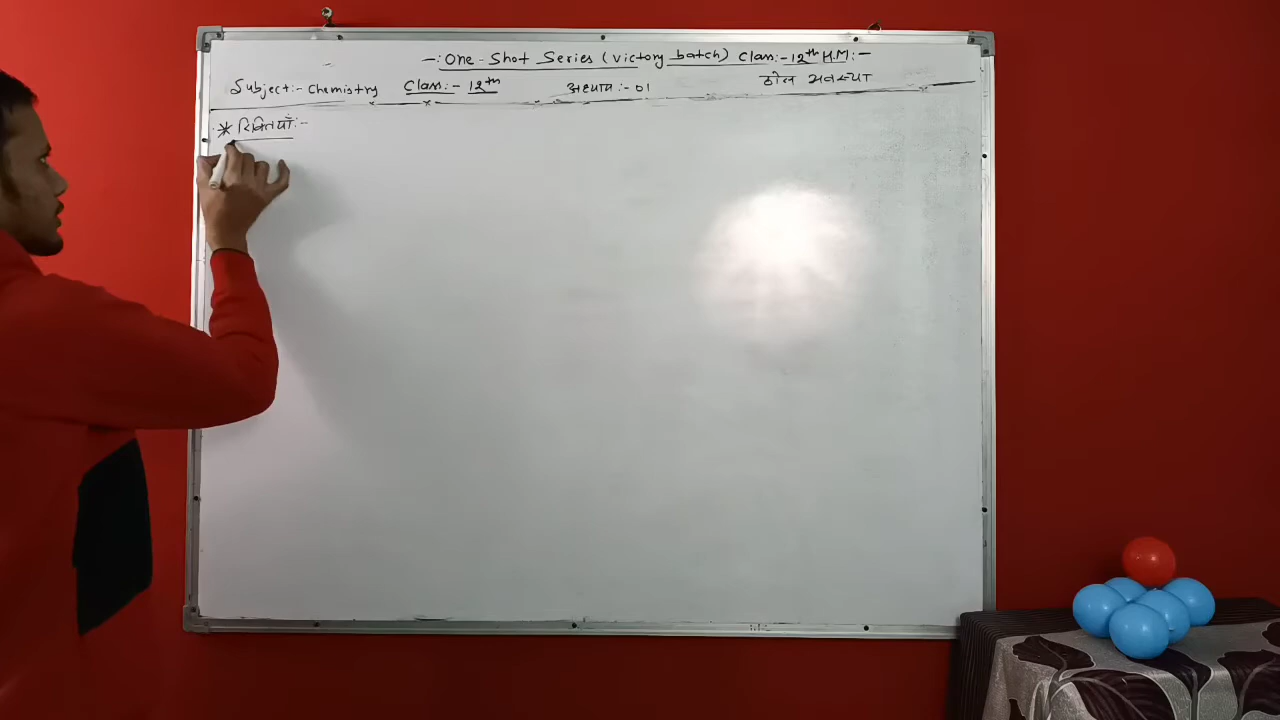 -: One-Shot Series (victory batch) Class:-12th H.M:-
Subject:- Chemistry Class:- 12th अध्याय:- 01 ठोस अवस्था
* रिक्तियाँ:-